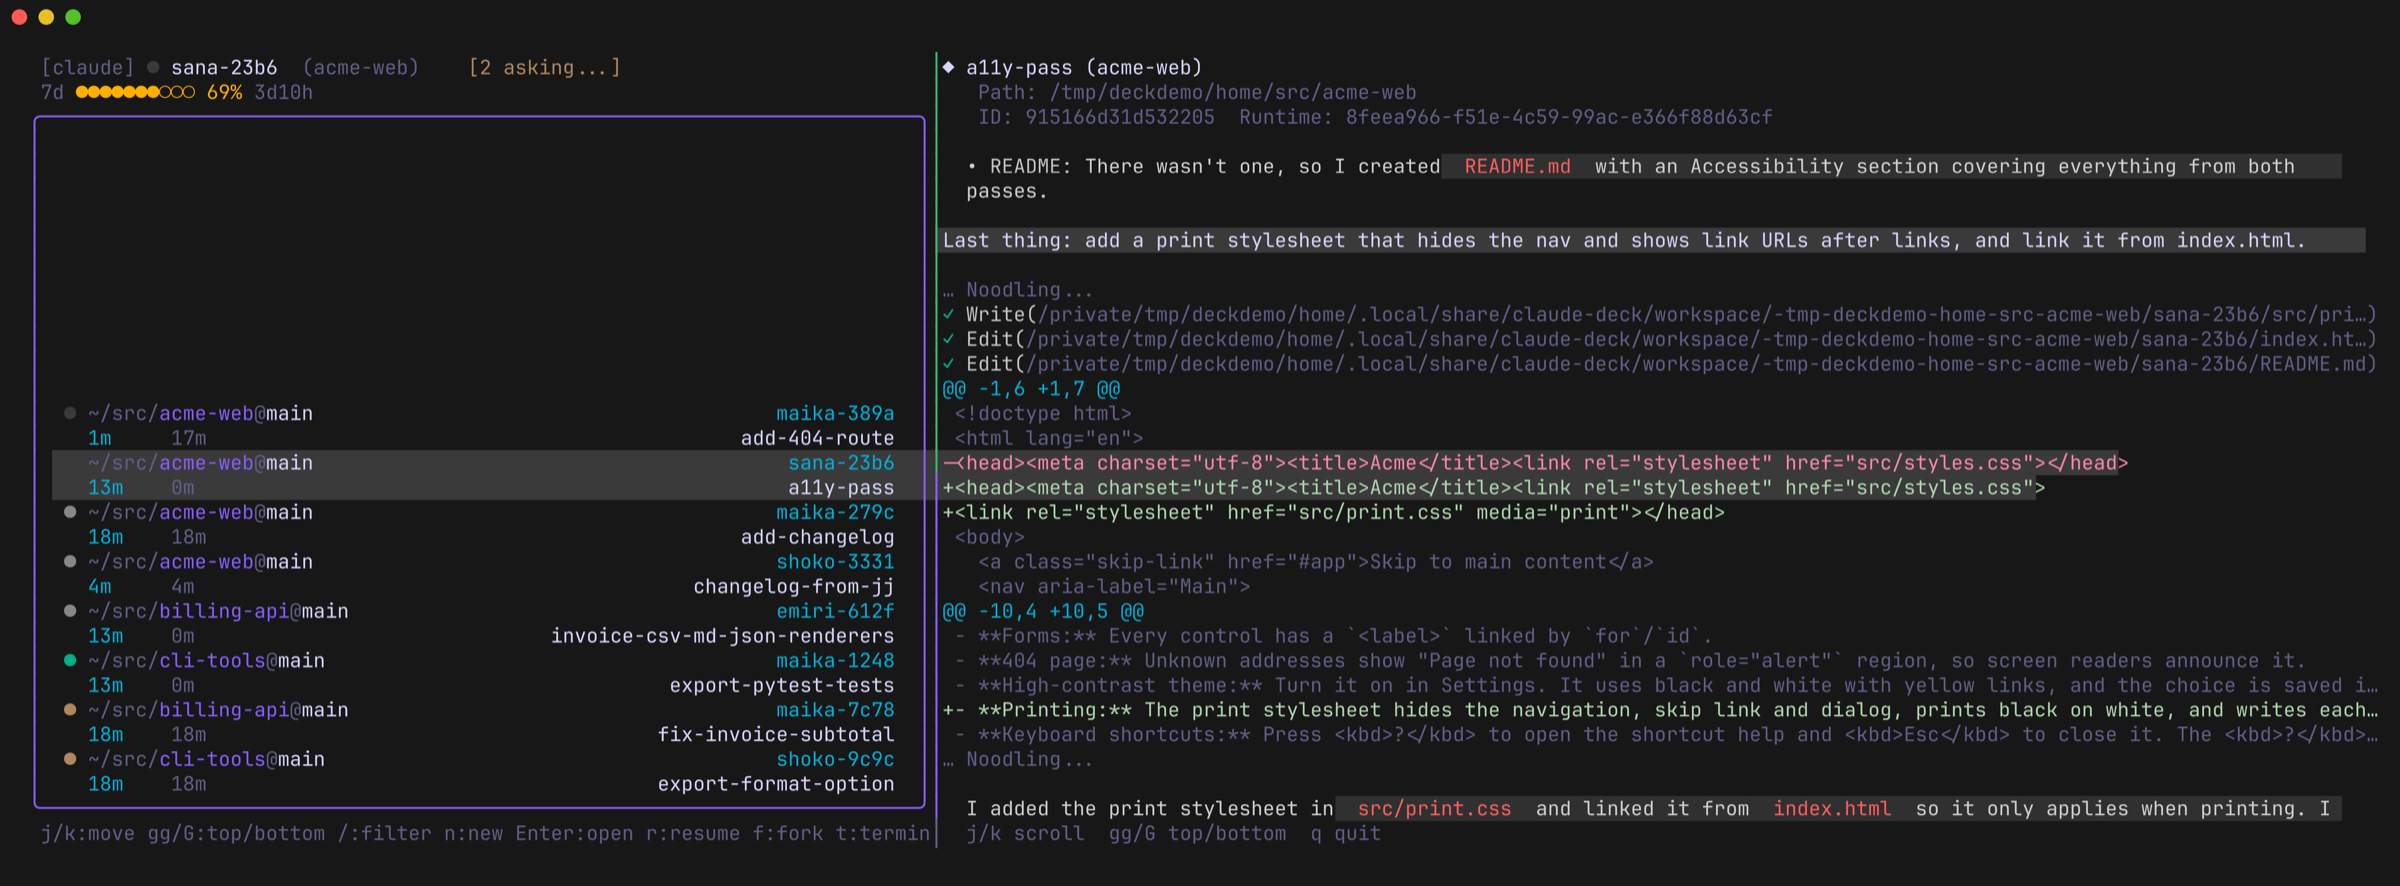 [claude] ● sana-23b6 (acme-web) [2 asking...]
7d ●●●●●●●○○○ 69% 3d10h
● ~/src/acme-web@main maika-389a
1m 17m add-404-route
~/src/acme-web@main sana-23b6
13m 0m a11y-pass
● ~/src/acme-web@main maika-279c
18m 18m add-changelog
● ~/src/acme-web@main shoko-3331
4m 4m changelog-from-jj
● ~/src/billing-api@main emiri-612f
13m 0m invoice-csv-md-json-renderers
● ~/src/cli-tools@main maika-1248
13m 0m export-pytest-tests
● ~/src/billing-api@main maika-7c78
18m 18m fix-invoice-subtotal
● ~/src/cli-tools@main shoko-9c9c
18m 18m export-format-option
j/k:move gg/G:top/bottom /:filter n:new Enter:open r:resume f:fork t:termin
◆ a11y-pass (acme-web)
Path: /tmp/deckdemo/home/src/acme-web
ID: 915166d31d532205 Runtime: 8feea966-f51e-4c59-99ac-e366f88d63cf
• README: There wasn't one, so I created README.md with an Accessibility section covering everything from both
passes.
Last thing: add a print stylesheet that hides the nav and shows link URLs after links, and link it from index.html.
… Noodling...
✓ Write(/private/tmp/deckdemo/home/.local/share/claude-deck/workspace/-tmp-deckdemo-home-src-acme-web/sana-23b6/src/pri…)
✓ Edit(/private/tmp/deckdemo/home/.local/share/claude-deck/workspace/-tmp-deckdemo-home-src-acme-web/sana-23b6/index.ht…)
✓ Edit(/private/tmp/deckdemo/home/.local/share/claude-deck/workspace/-tmp-deckdemo-home-src-acme-web/sana-23b6/README.md)
@@ -1,6 +1,7 @@
<!doctype html>
<html lang="en">
-<head><meta charset="utf-8"><title>Acme</title><link rel="stylesheet" href="src/styles.css"></head>
+<head><meta charset="utf-8"><title>Acme</title><link rel="stylesheet" href="src/styles.css">
+<link rel="stylesheet" href="src/print.css" media="print"></head>
<body>
<a class="skip-link" href="#app">Skip to main content</a>
<nav aria-label="Main">
@@ -10,4 +10,5 @@
- **Forms:** Every control has a `<label>` linked by `for`/`id`.
- **404 page:** Unknown addresses show "Page not found" in a `role="alert"` region, so screen readers announce it.
- **High-contrast theme:** Turn it on in Settings. It uses black and white with yellow links, and the choice is saved i…
+- **Printing:** The print stylesheet hides the navigation, skip link and dialog, prints black on white, and writes each…
- **Keyboard shortcuts:** Press <kbd>?</kbd> to open the shortcut help and <kbd>Esc</kbd> to close it. The <kbd>?</kbd>…
… Noodling...
I added the print stylesheet in src/print.css and linked it from index.html so it only applies when printing. I
j/k scroll gg/G top/bottom q quit